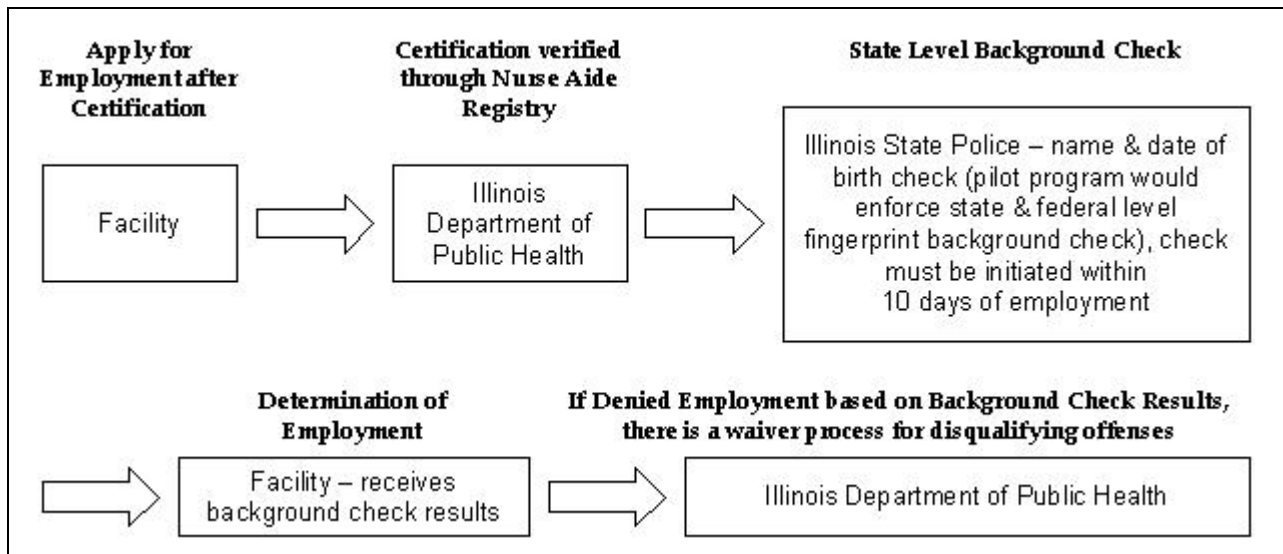 Apply for
Employment after
Certification
Facility
Certification verified
through Nurse Aide
Registry
Illinois
Department of
Public Health
State Level Background Check
Illinois State Police – name & date of
birth check (pilot program would
enforce state & federal level
fingerprint background check), check
must be initiated within
10 days of employment
Determination of
Employment
Facility – receives
background check results
If Denied Employment based on Background Check Results,
there is a waiver process for disqualifying offenses
Illinois Department of Public Health